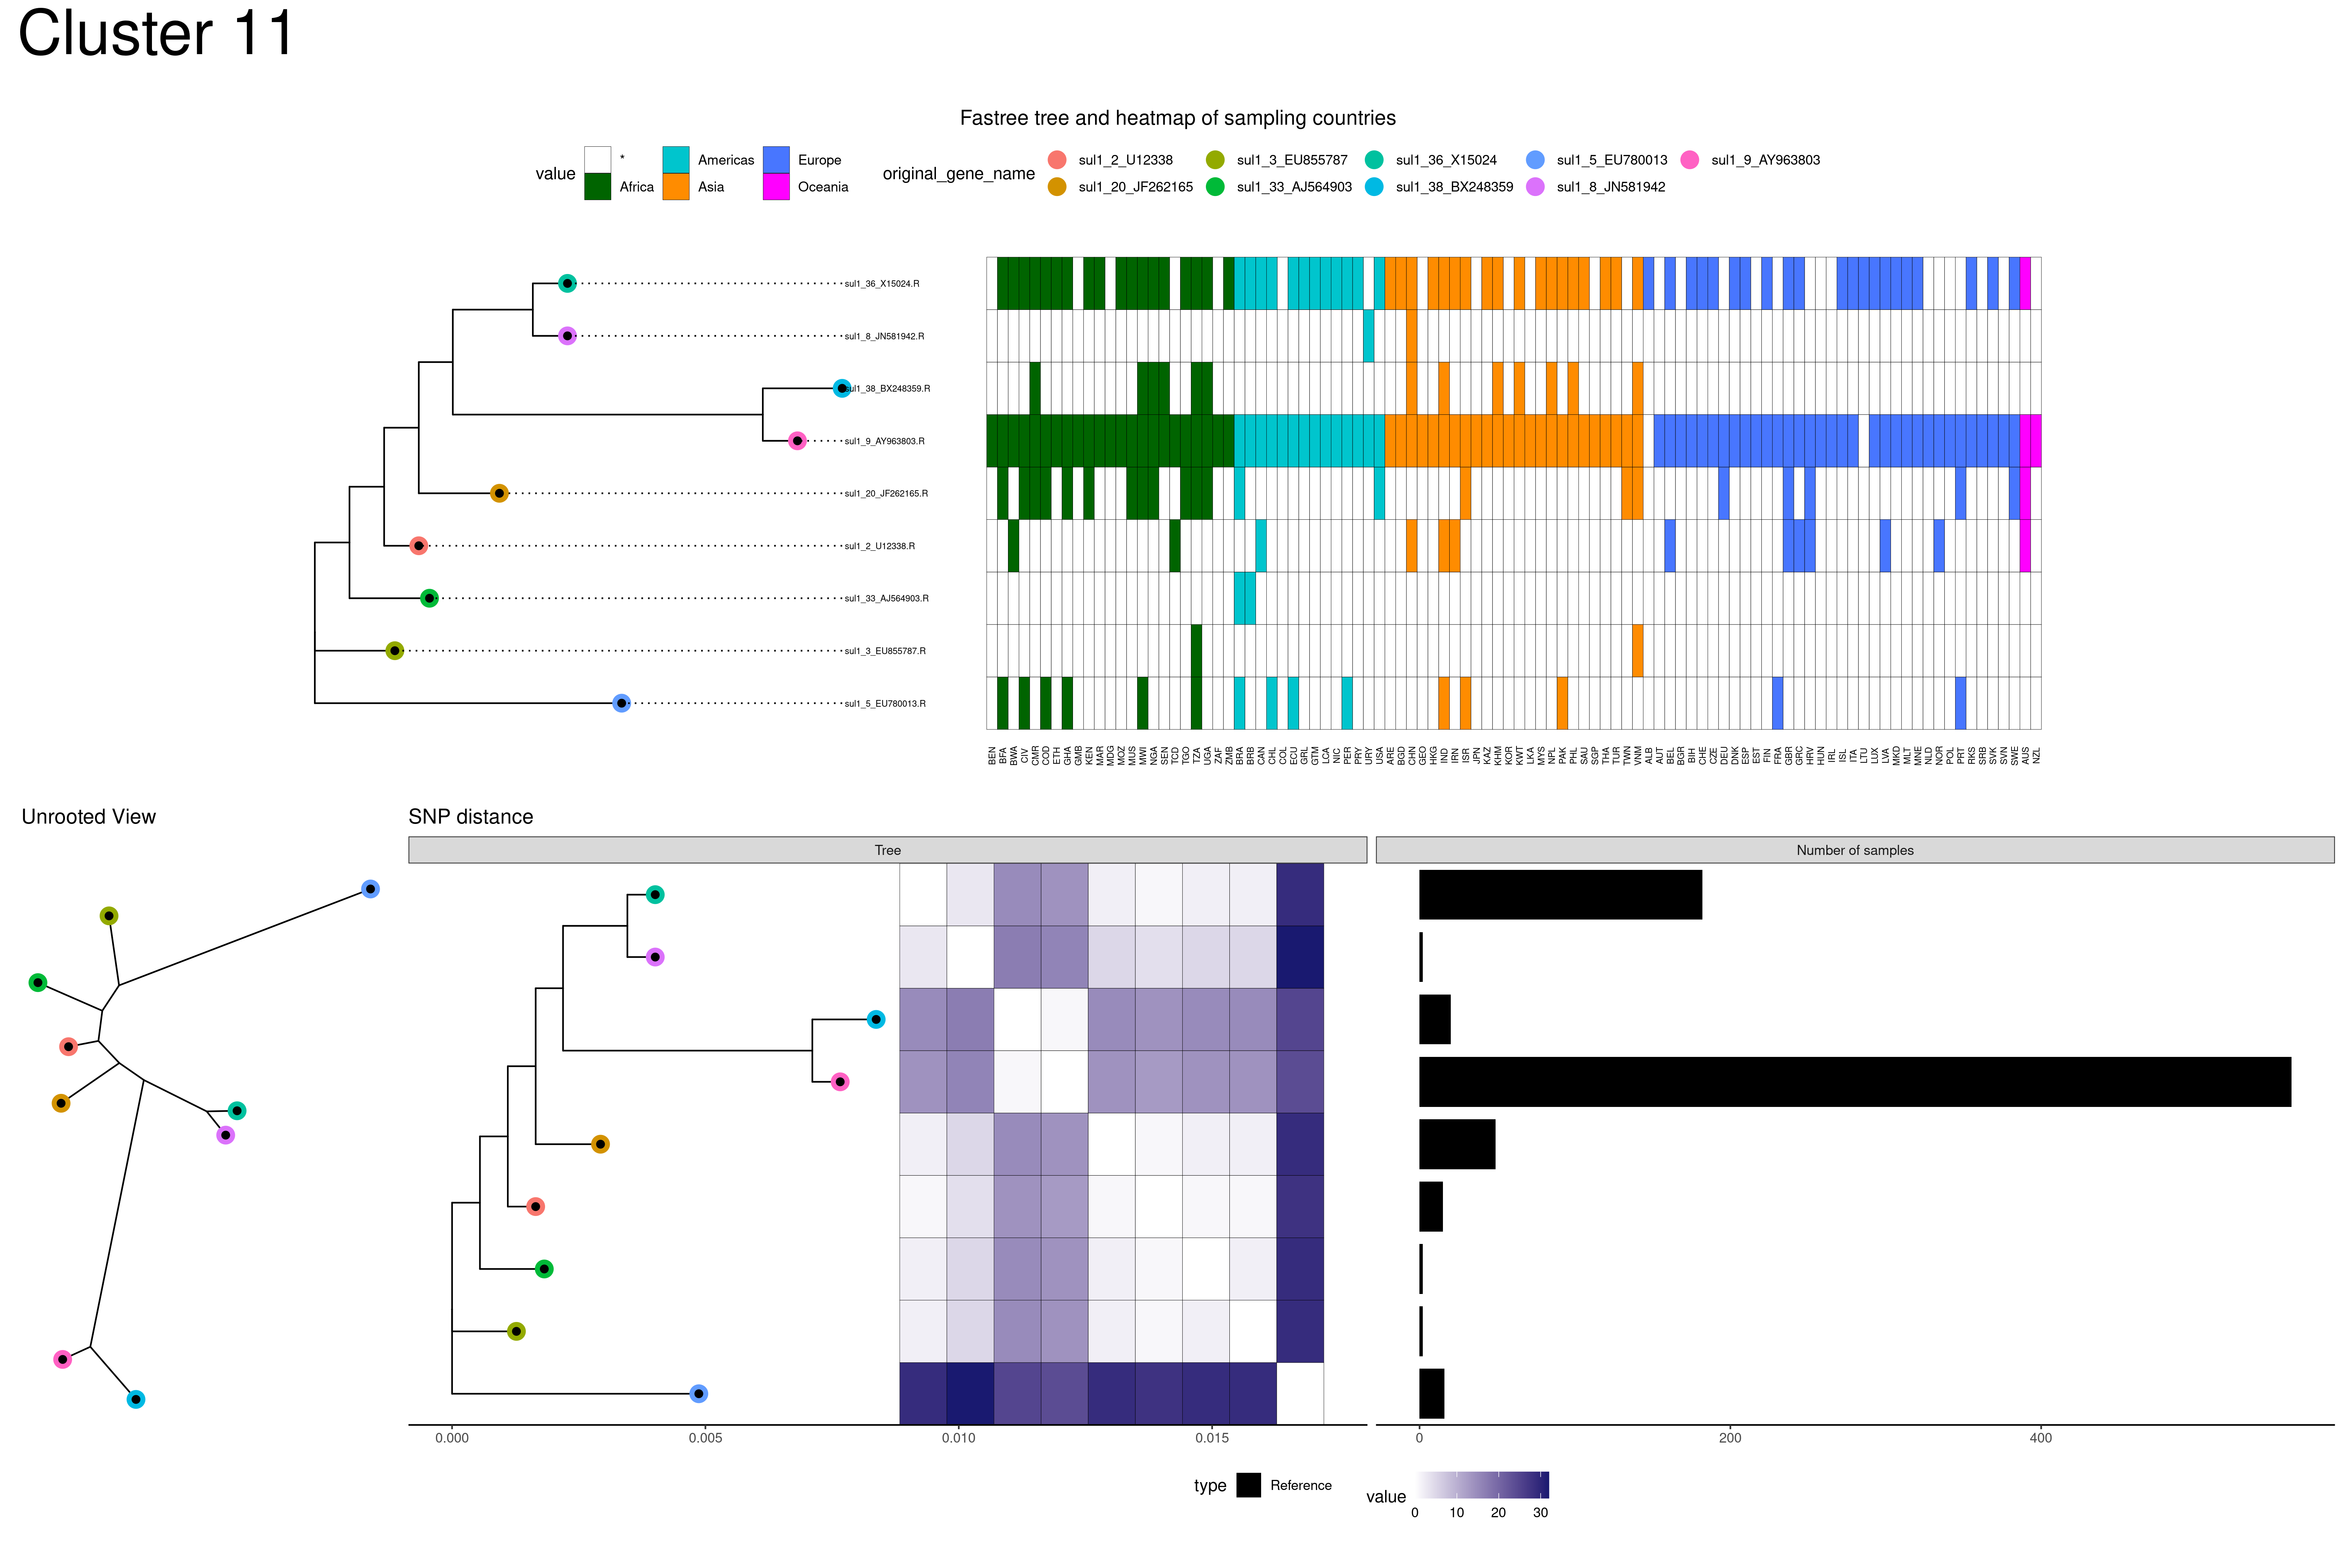 Cluster 11
Fastree tree and heatmap of sampling countries
value * Americas Europe original_gene_name sul1_2_U12338 sul1_3_EU855787 sul1_36_X15024 sul1_5_EU780013 sul1_9_AY963803
Africa Asia Oceania sul1_20_JF262165 sul1_33_AJ564903 sul1_38_BX248359 sul1_8_JN581942
sul1_36_X15024.R
sul1_8_JN581942.R
sul1_38_BX248359.R
sul1_9_AY963803.R
sul1_20_JF262165.R
sul1_2_U12338.R
sul1_33_AJ564903.R
sul1_3_EU855787.R
sul1_5_EU780013.R
BEN BFA BWA CIV CMR COD ETH GHA GMB KEN MAR MDG MOZ MUS MWI NGA SEN TCD TGO TZA UGA ZAF ZMB BRA BRB CAN CHL COL ECU GRL GTM LCA NIC PER PRY URY USA ARE BGD CHN GEO HKG IND IRN ISR JPN KAZ KHM KOR KWT LKA MYS NPL PAK PHL SAU SGP THA TUR TWN VNM ALB AUT BEL BGR BIH CHE CZE DEU DNK ESP EST FIN FRA GBR GRC HRV HUN IRL ISL ITA LTU LUX LVA MKD MLT MNE NLD NOR POL PRT RKS SRB SVK SVN SWE AUS NZL
Unrooted View
SNP distance
Tree
Number of samples
0.000 0.005 0.010 0.015
0 200 400
type Reference
value
0 10 20 30